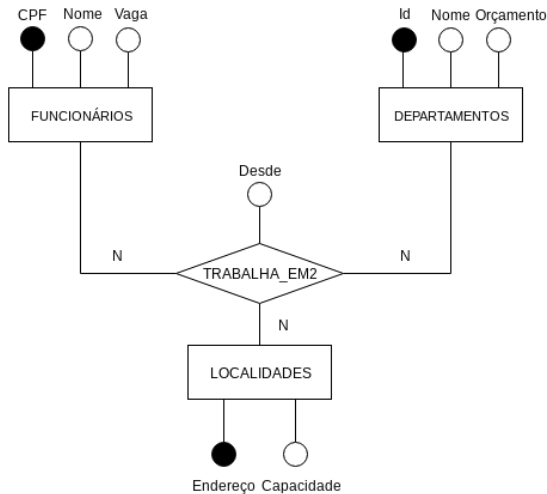 CPF Nome Vaga
Id Nome Orçamento
FUNCIONÁRIOS
DEPARTAMENTOS
Desde
N
N
TRABALHA_EM2
N
LOCALIDADES
Endereço Capacidade